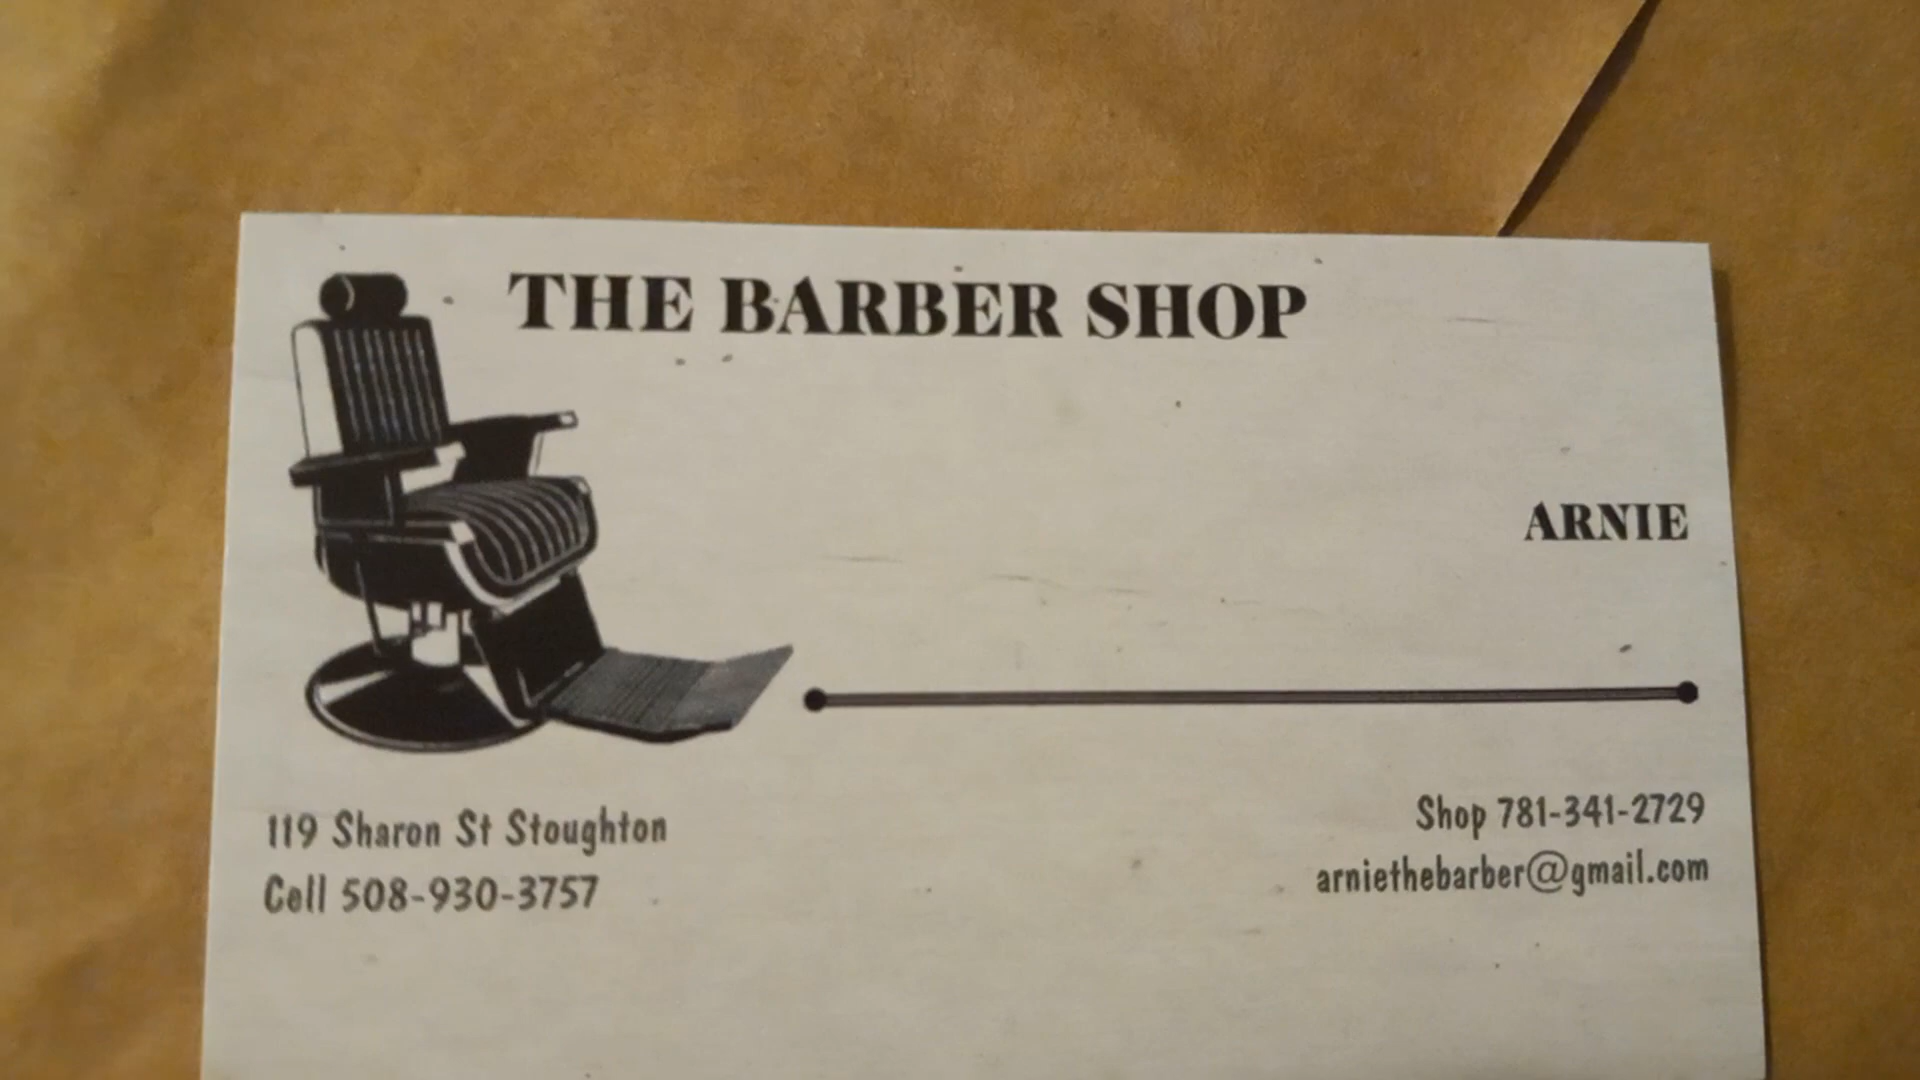 THE BARBER SHOP
ARNIE
119 Sharon St Stoughton
Cell 508-930-3757
Shop 781-341-2729
arniethebarber@gmail.com